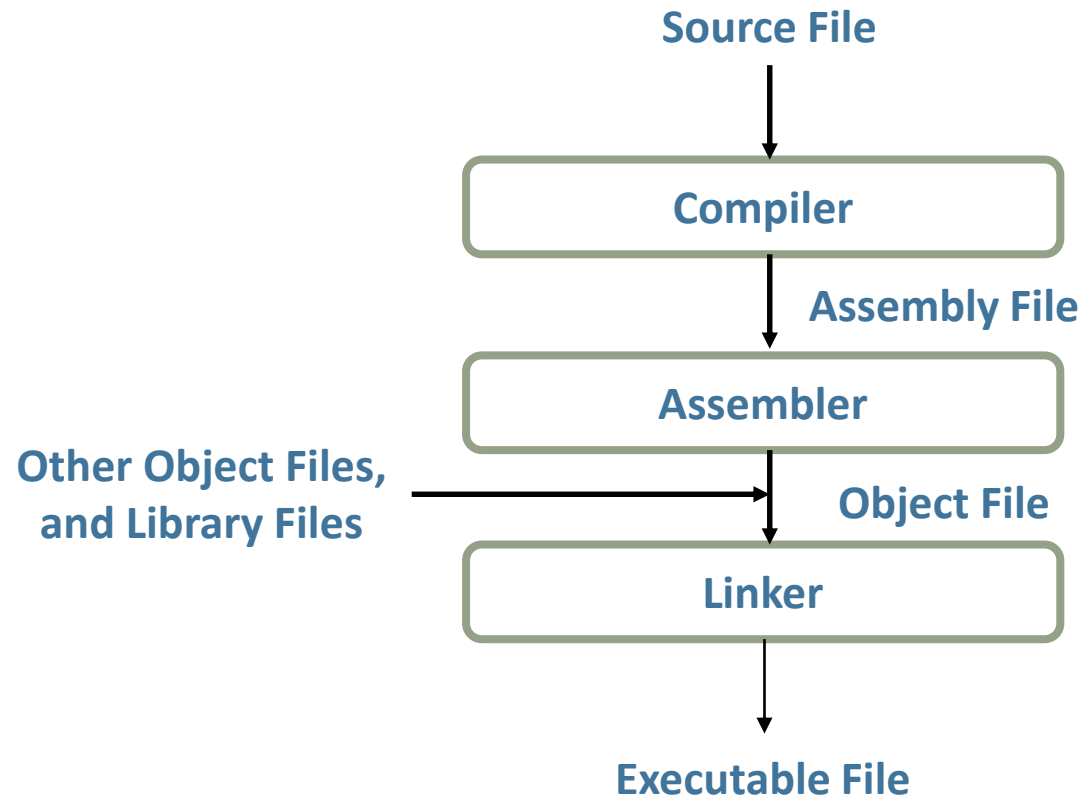 Source File
Compiler
Assembly File
Assembler
Other Object Files,
and Library Files
Object File
Linker
Executable File